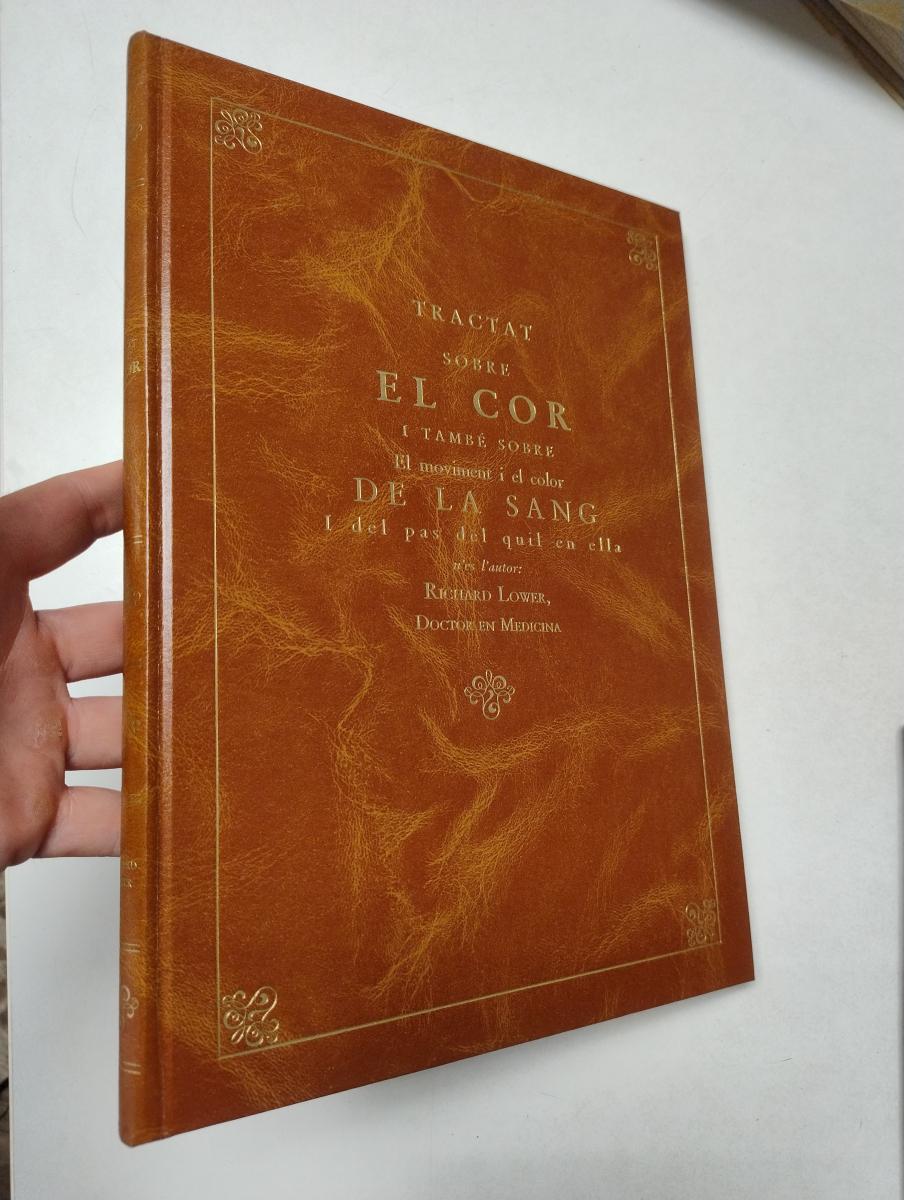 TRACTAT
SOBRE
EL COR
I TAMBÉ SOBRE
El moviment i el color
DE LA SANG
I del pas del quil en ella
n'es l'autor:
RICHARD LOWER,
DOCTOR EN MEDICINA